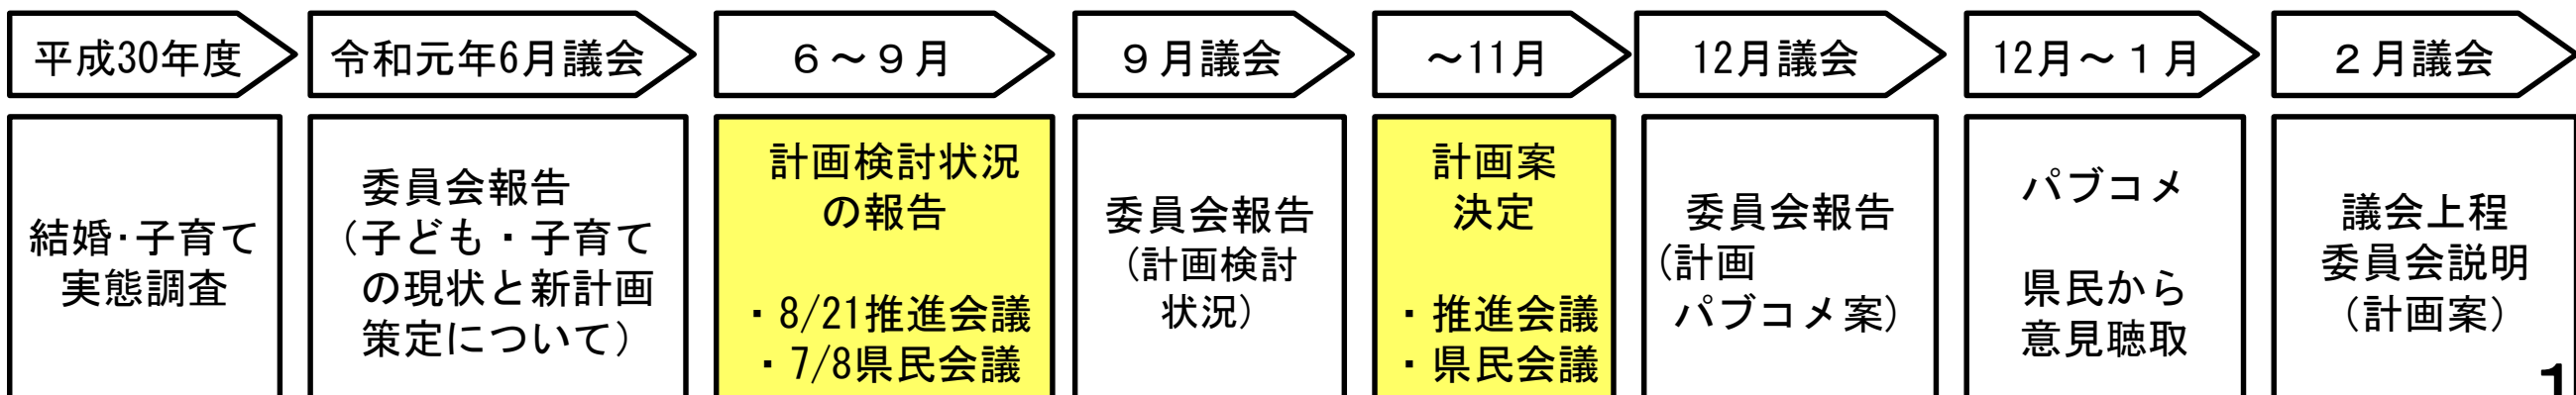 平成30年度
令和元年6月議会
６～９月
９月議会
～11月
12月議会
12月～１月
２月議会
結婚・子育て
実態調査
委員会報告
（子ども・子育て
の現状と新計画
策定について）
計画検討状況
の報告
・8/21推進会議
・7/8県民会議
委員会報告
（計画検討
状況）
計画案
決定
・推進会議
・県民会議
委員会報告
（計画
パブコメ案）
パブコメ
県民から
意見聴取
議会上程
委員会説明
（計画案）
1